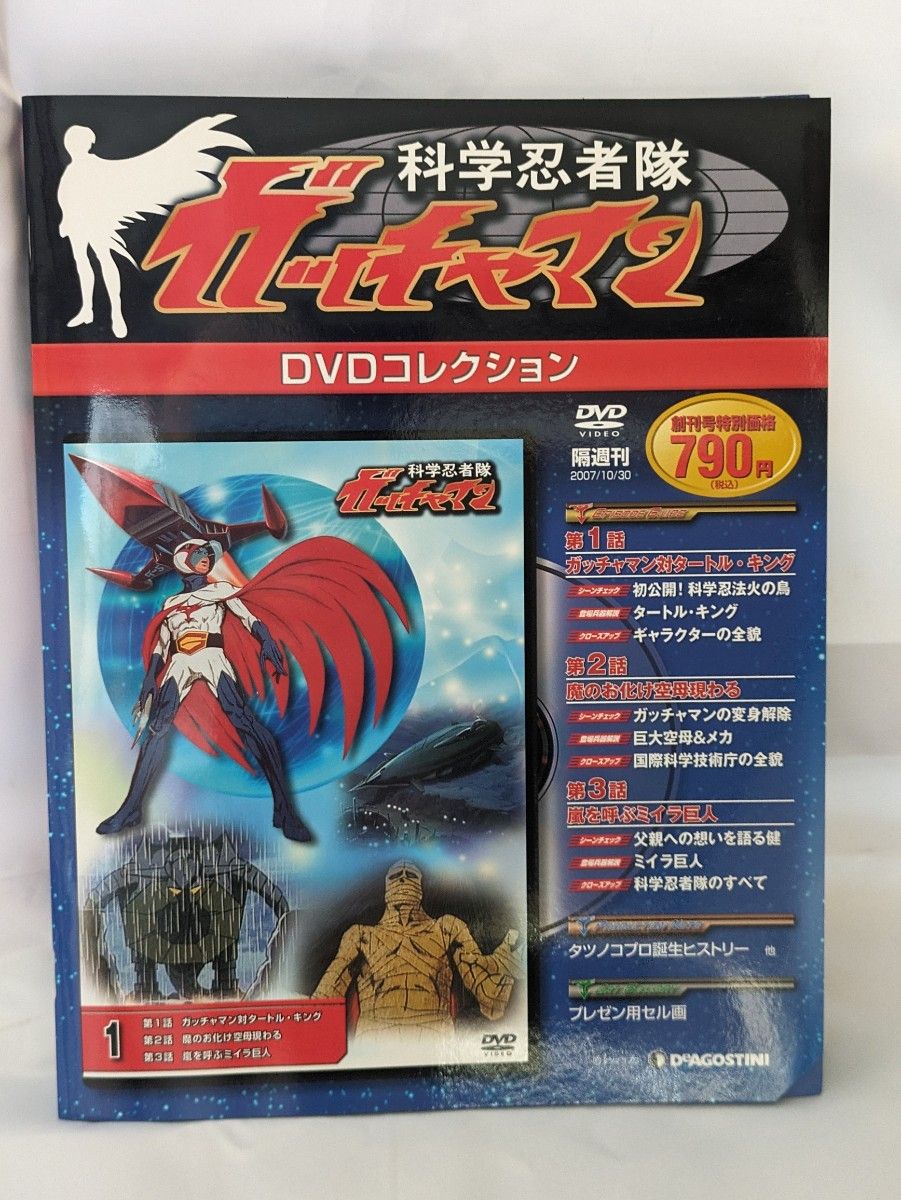 科学忍者隊
ガッチャマン
DVDコレクション
DVD
VIDEO
隔週刊
2007/10/30
創刊号特別価格
790円
(税込)
科学忍者隊
ガッチャマン
第1話
ガッチャマン対タートル・キング
シーンチェック 初公開!科学忍法火の鳥
登場兵器解説 タートル・キング
クローズアップ ギャラクターの全貌
第2話
魔のお化け空母現わる
シーンチェック ガッチャマンの変身解除
登場兵器解説 巨大空母&メカ
クローズアップ 国際科学技術庁の全貌
第3話
嵐を呼ぶミイラ巨人
シーンチェック 父親への想いを語る健
登場兵器解説 ミイラ巨人
クローズアップ 科学忍者隊のすべて
タツノコプロ誕生ヒストリー 他
プレゼン用セル画
DeAGOSTINI
1
第1話 ガッチャマン対タートル・キング
第2話 魔のお化け空母現わる
第3話 嵐を呼ぶミイラ巨人
DVD
VIDEO